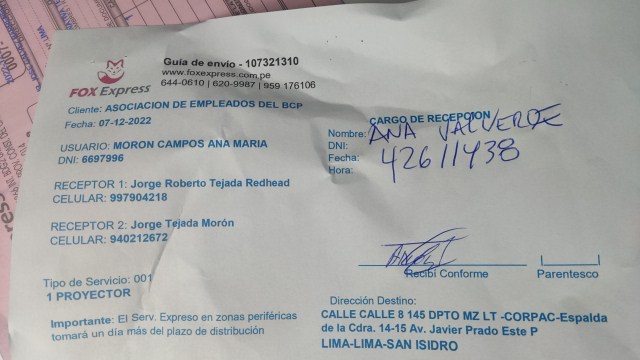 Guía de envío - 107321310
www.foxexpress.com.pe
644-0610 | 620-9987 | 959 176106
FOX Express
Cliente: ASOCIACION DE EMPLEADOS DEL BCP
Fecha: 07-12-2022
CARGO DE RECEPCION
Nombre: ANA VALVERDE
DNI: 42611438
Fecha:
Hora:
USUARIO: MORON CAMPOS ANA MARIA
DNI: 6697996
RECEPTOR 1: Jorge Roberto Tejada Redhead
CELULAR: 997904218
RECEPTOR 2: Jorge Tejada Morón
CELULAR: 940212672
Recibí Conforme
Parentesco
Tipo de Servicio: 001
1 PROYECTOR
Importante: El Serv. Expreso en zonas periféricas
tomará un día más del plazo de distribución
Dirección Destino:
CALLE CALLE 8 145 DPTO MZ LT -CORPAC-Espalda
de la Cdra. 14-15 Av. Javier Prado Este P
LIMA-LIMA-SAN ISIDRO